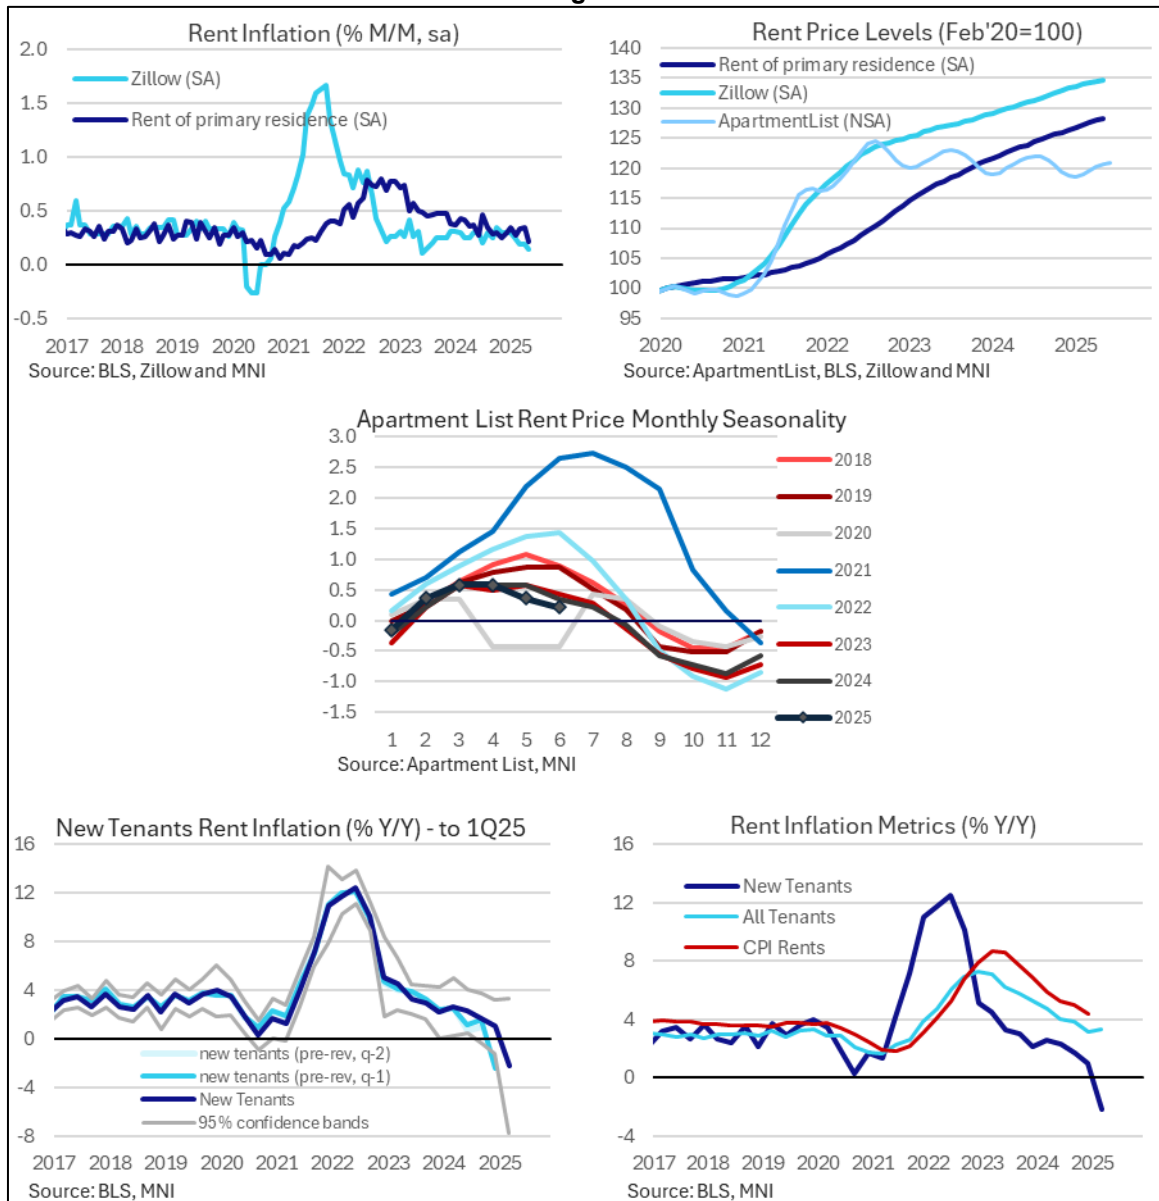 Rent Inflation (% M/M, sa)
2.0
1.5
1.0
0.5
0.0
-0.5
Zillow (SA)
Rent of primary residence (SA)
2017 2018 2019 2020 2021 2022 2023 2024 2025
Source: BLS, Zillow and MNI
Rent Price Levels (Feb'20=100)
140
135
130
125
120
115
110
105
100
95
Rent of primary residence (SA)
Zillow (SA)
ApartmentList (NSA)
2020 2021 2022 2023 2024 2025
Source: ApartmentList, BLS, Zillow and MNI
Apartment List Rent Price Monthly Seasonality
3.0
2.5
2.0
1.5
1.0
0.5
0.0
-0.5
-1.0
-1.5
2018
2019
2020
2021
2022
2023
2024
2025
1 2 3 4 5 6 7 8 9 10 11 12
Source: Apartment List, MNI
New Tenants Rent Inflation (% Y/Y) - to 1Q25
16
12
8
4
0
-4
-8
new tenants (pre-rev, q-2)
new tenants (pre-rev, q-1)
New Tenants
95% confidence bands
2017 2018 2019 2020 2021 2022 2023 2024 2025
Source: BLS, MNI
Rent Inflation Metrics (% Y/Y)
16
12
8
4
0
-4
New Tenants
All Tenants
CPI Rents
2017 2018 2019 2020 2021 2022 2023 2024 2025
Source: BLS, MNI